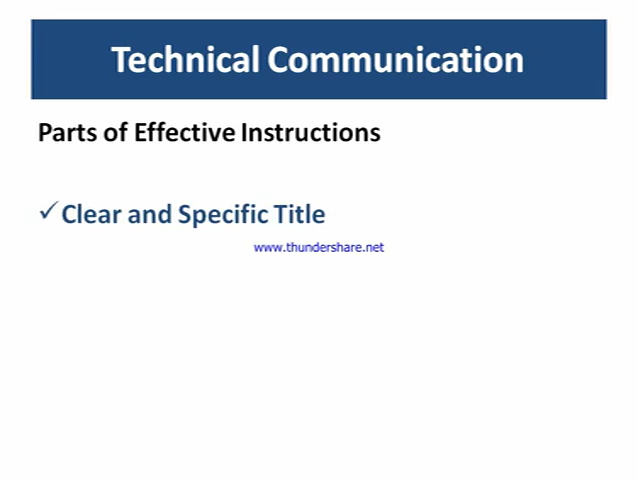 Technical Communication
Parts of Effective Instructions
✓ Clear and Specific Title
www.thundershare.net